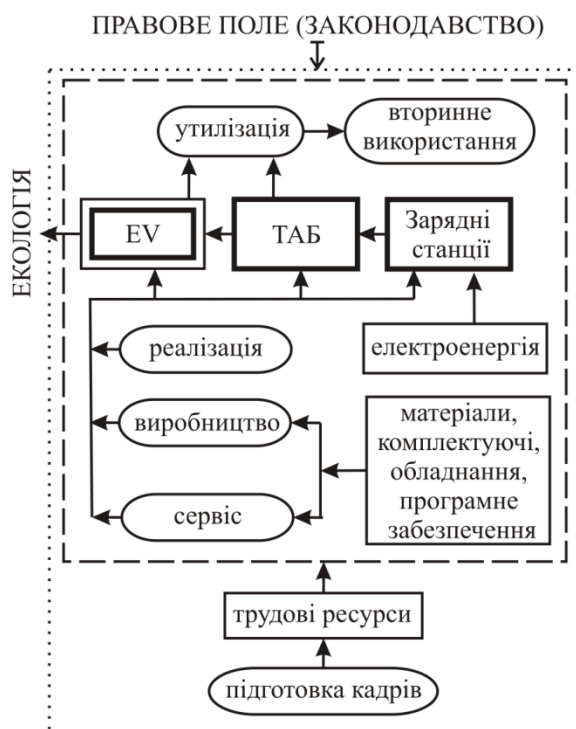 ПРАВОВЕ ПОЛЕ (ЗАКОНОДАВСТВО)
утилізація
вторинне
використання
ЕКОЛОГІЯ
EV
ТАБ
Зарядні
станції
реалізація
електроенергія
виробництво
матеріали,
комплектуючі,
обладнання,
програмне
забезпечення
сервіс
трудові ресурси
підготовка кадрів